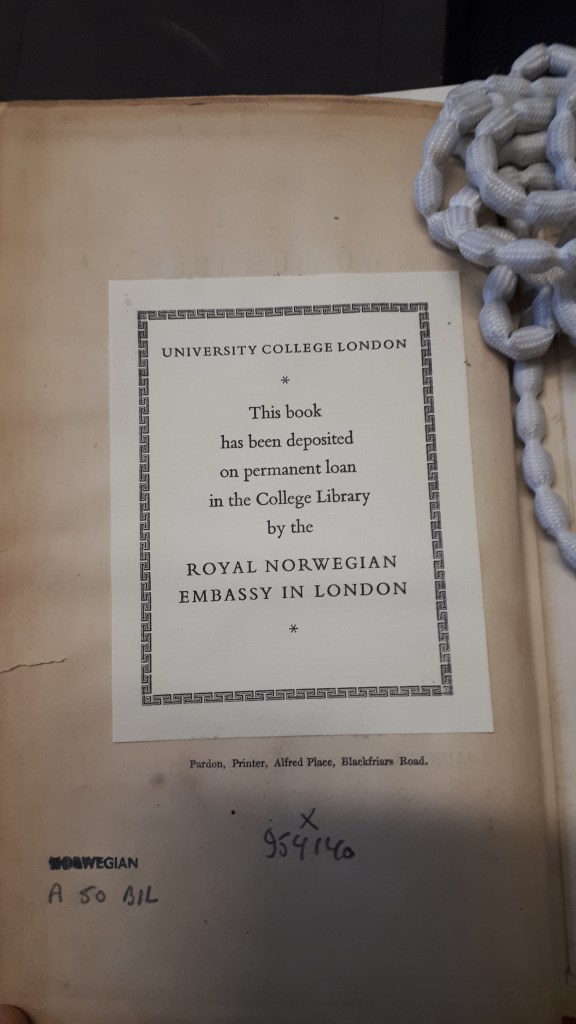 UNIVERSITY COLLEGE LONDON
*
This book
has been deposited
on permanent loan
in the College Library
by the
ROYAL NORWEGIAN
EMBASSY IN LONDON
*
Pardon, Printer, Alfred Place, Blackfriars Road.
X
954140
NORWEGIAN
A 50 BIL